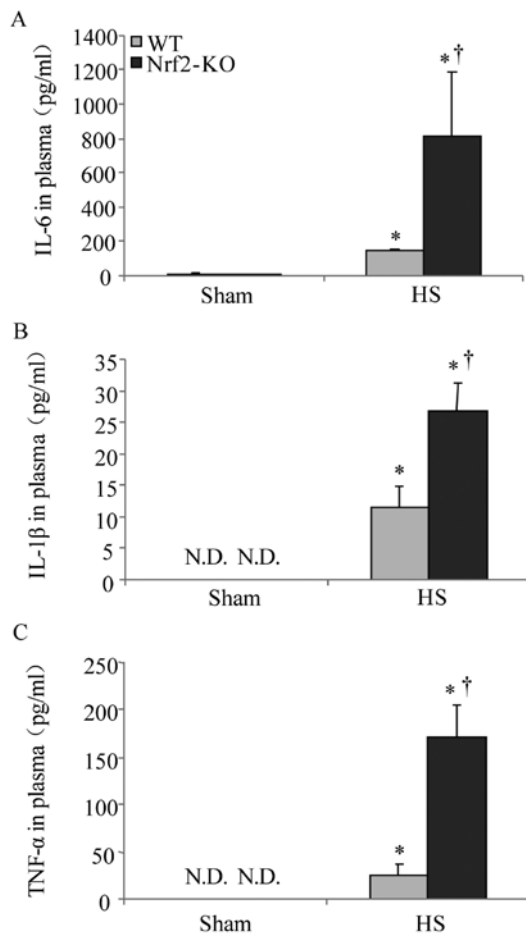 A
WT
Nrf2-KO
IL-6 in plasma (pg/ml)
1400
1200
1000
800
600
400
200
0
*†
*
Sham HS
B
IL-1β in plasma (pg/ml)
35
30
25
20
15
10
5
0
*†
*
N.D. N.D.
Sham HS
C
TNF-α in plasma (pg/ml)
250
200
150
100
50
0
*†
*
N.D. N.D.
Sham HS